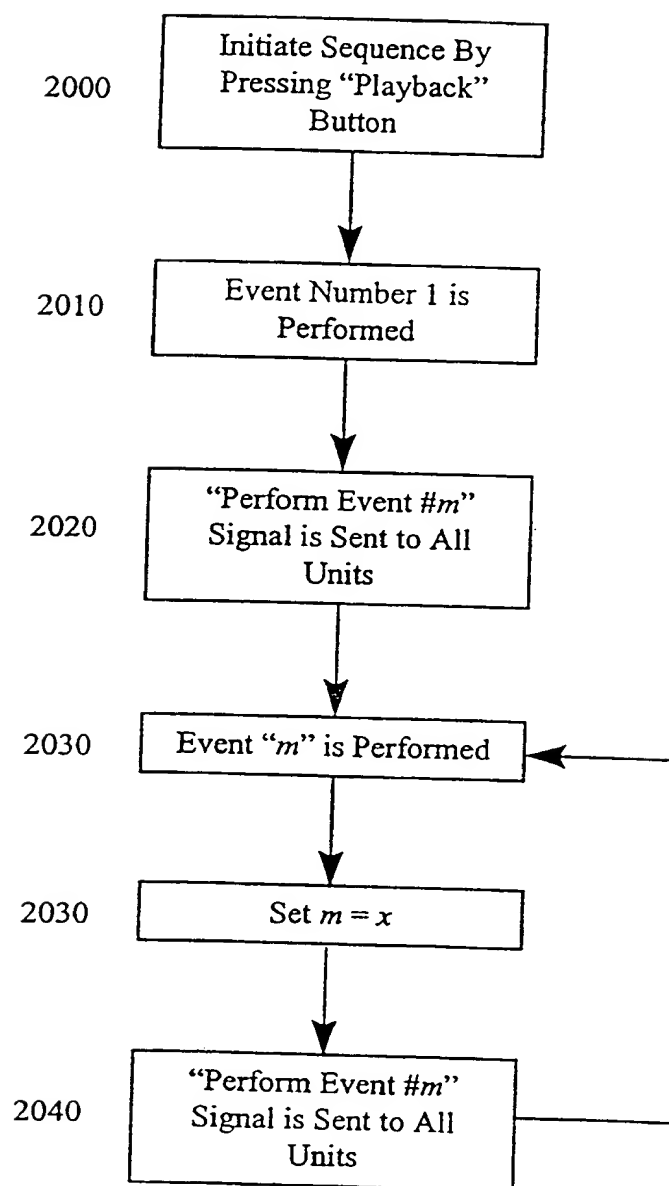 2000
Initiate Sequence By
Pressing “Playback”
Button
2010
Event Number 1 is
Performed
2020
“Perform Event #m”
Signal is Sent to All
Units
2030
Event “m” is Performed
2030
Set m = x
2040
“Perform Event #m”
Signal is Sent to All
Units